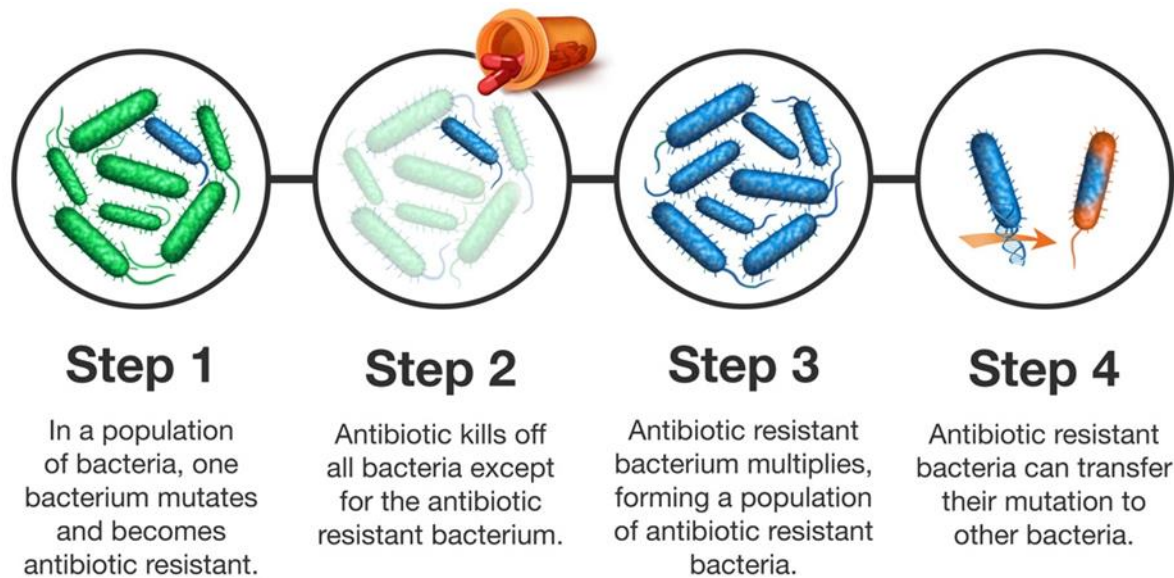 Step 1
In a population
of bacteria, one
bacterium mutates
and becomes
antibiotic resistant.
Step 2
Antibiotic kills off
all bacteria except
for the antibiotic
resistant bacterium.
Step 3
Antibiotic resistant
bacterium multiplies,
forming a population
of antibiotic resistant
bacteria.
Step 4
Antibiotic resistant
bacteria can transfer
their mutation to
other bacteria.